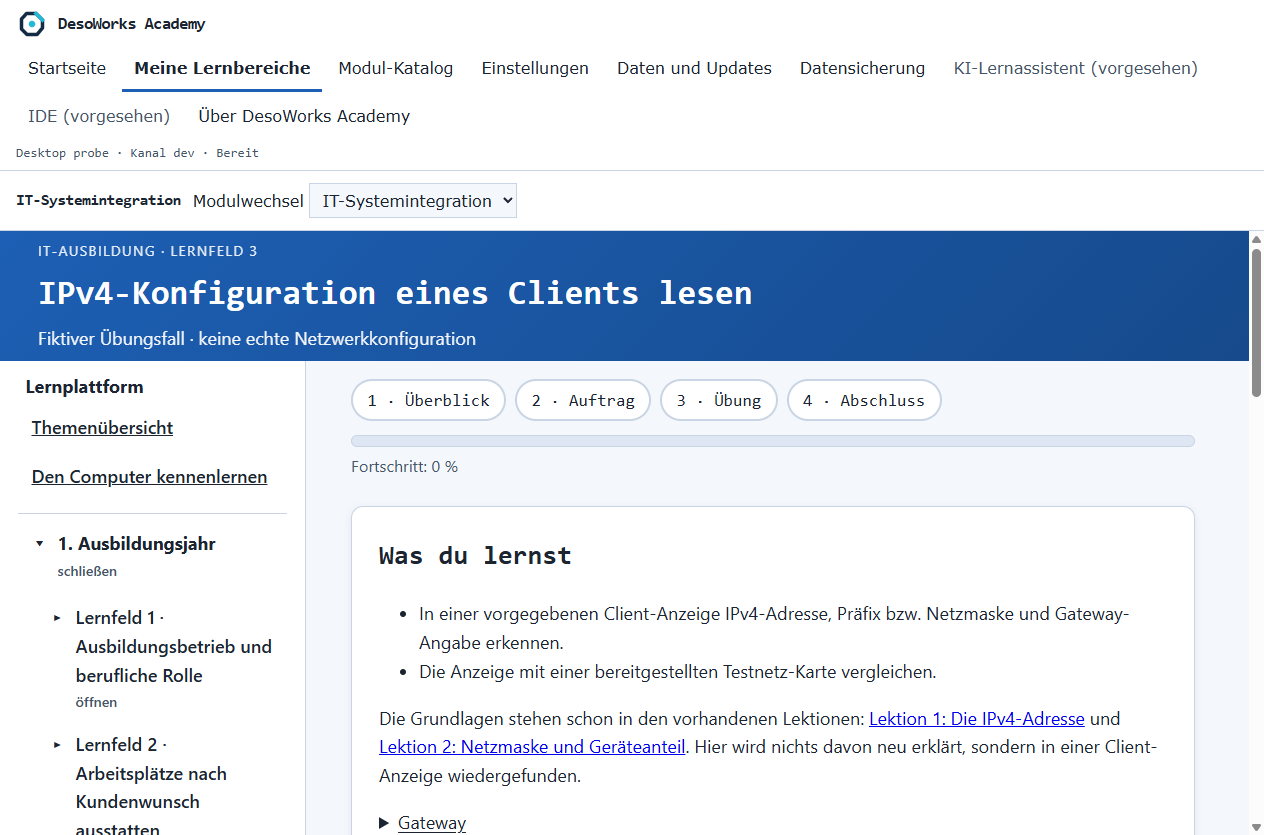 DesoWorks Academy
Startseite Meine Lernbereiche Modul-Katalog Einstellungen Daten und Updates Datensicherung KI-Lernassistent (vorgesehen)
IDE (vorgesehen) Über DesoWorks Academy
Desktop probe · Kanal dev · Bereit
IT-Systemintegration Modulwechsel IT-Systemintegration
IT-AUSBILDUNG · LERNFELD 3
IPv4-Konfiguration eines Clients lesen
Fiktiver Übungsfall · keine echte Netzwerkkonfiguration
Lernplattform
Themenübersicht
Den Computer kennenlernen
1. Ausbildungsjahr
schließen
Lernfeld 1 ·
Ausbildungsbetrieb und
berufliche Rolle
öffnen
Lernfeld 2 ·
Arbeitsplätze nach
Kundenwunsch
ausstatten
1 · Überblick 2 · Auftrag 3 · Übung 4 · Abschluss
Fortschritt: 0 %
Was du lernst
• In einer vorgegebenen Client-Anzeige IPv4-Adresse, Präfix bzw. Netzmaske und Gateway-
Angabe erkennen.
• Die Anzeige mit einer bereitgestellten Testnetz-Karte vergleichen.
Die Grundlagen stehen schon in den vorhandenen Lektionen: Lektion 1: Die IPv4-Adresse und
Lektion 2: Netzmaske und Geräteanteil. Hier wird nichts davon neu erklärt, sondern in einer Client-
Anzeige wiedergefunden.
Gateway